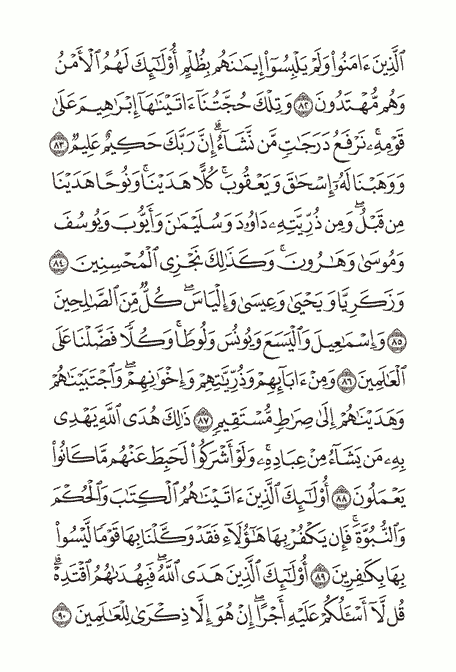 ٱلَّذِينَ ءَامَنُوا۟ وَلَمْ يَلْبِسُوٓا۟ إِيمَٰنَهُم بِظُلْمٍ أُو۟لَٰٓئِكَ لَهُمُ ٱلْأَمْنُ
وَهُم مُّهْتَدُونَ ۝٨٢ وَتِلْكَ حُجَّتُنَآ ءَاتَيْنَٰهَآ إِبْرَٰهِيمَ عَلَىٰ
قَوْمِهِۦ ۚ نَرْفَعُ دَرَجَٰتٍ مَّن نَّشَآءُ ۗ إِنَّ رَبَّكَ حَكِيمٌ عَلِيمٌ ۝٨٣
وَوَهَبْنَا لَهُۥٓ إِسْحَٰقَ وَيَعْقُوبَ ۚ كُلًّا هَدَيْنَا ۚ وَنُوحًا هَدَيْنَا
مِن قَبْلُ ۖ وَمِن ذُرِّيَّتِهِۦ دَاوُۥدَ وَسُلَيْمَٰنَ وَأَيُّوبَ وَيُوسُفَ
وَمُوسَىٰ وَهَٰرُونَ ۚ وَكَذَٰلِكَ نَجْزِى ٱلْمُحْسِنِينَ ۝٨٤
وَزَكَرِيَّا وَيَحْيَىٰ وَعِيسَىٰ وَإِلْيَاسَ ۖ كُلٌّ مِّنَ ٱلصَّٰلِحِينَ
۝٨٥ وَإِسْمَٰعِيلَ وَٱلْيَسَعَ وَيُونُسَ وَلُوطًا ۚ وَكُلًّا فَضَّلْنَا عَلَى
ٱلْعَٰلَمِينَ ۝٨٦ وَمِنْ ءَابَآئِهِمْ وَذُرِّيَّٰتِهِمْ وَإِخْوَٰنِهِمْ ۖ وَٱجْتَبَيْنَٰهُمْ
وَهَدَيْنَٰهُمْ إِلَىٰ صِرَٰطٍ مُّسْتَقِيمٍ ۝٨٧ ذَٰلِكَ هُدَى ٱللَّهِ يَهْدِى
بِهِۦ مَن يَشَآءُ مِنْ عِبَادِهِۦ ۚ وَلَوْ أَشْرَكُوا۟ لَحَبِطَ عَنْهُم مَّا كَانُوا۟
يَعْمَلُونَ ۝٨٨ أُو۟لَٰٓئِكَ ٱلَّذِينَ ءَاتَيْنَٰهُمُ ٱلْكِتَٰبَ وَٱلْحُكْمَ
وَٱلنُّبُوَّةَ ۚ فَإِن يَكْفُرْ بِهَا هَٰٓؤُلَآءِ فَقَدْ وَكَّلْنَا بِهَا قَوْمًا لَّيْسُوا۟
بِهَا بِكَٰفِرِينَ ۝٨٩ أُو۟لَٰٓئِكَ ٱلَّذِينَ هَدَى ٱللَّهُ ۖ فَبِهُدَىٰهُمُ ٱقْتَدِهْ ۗ
قُل لَّآ أَسْـَٔلُكُمْ عَلَيْهِ أَجْرًا ۖ إِنْ هُوَ إِلَّا ذِكْرَىٰ لِلْعَٰلَمِينَ ۝٩٠